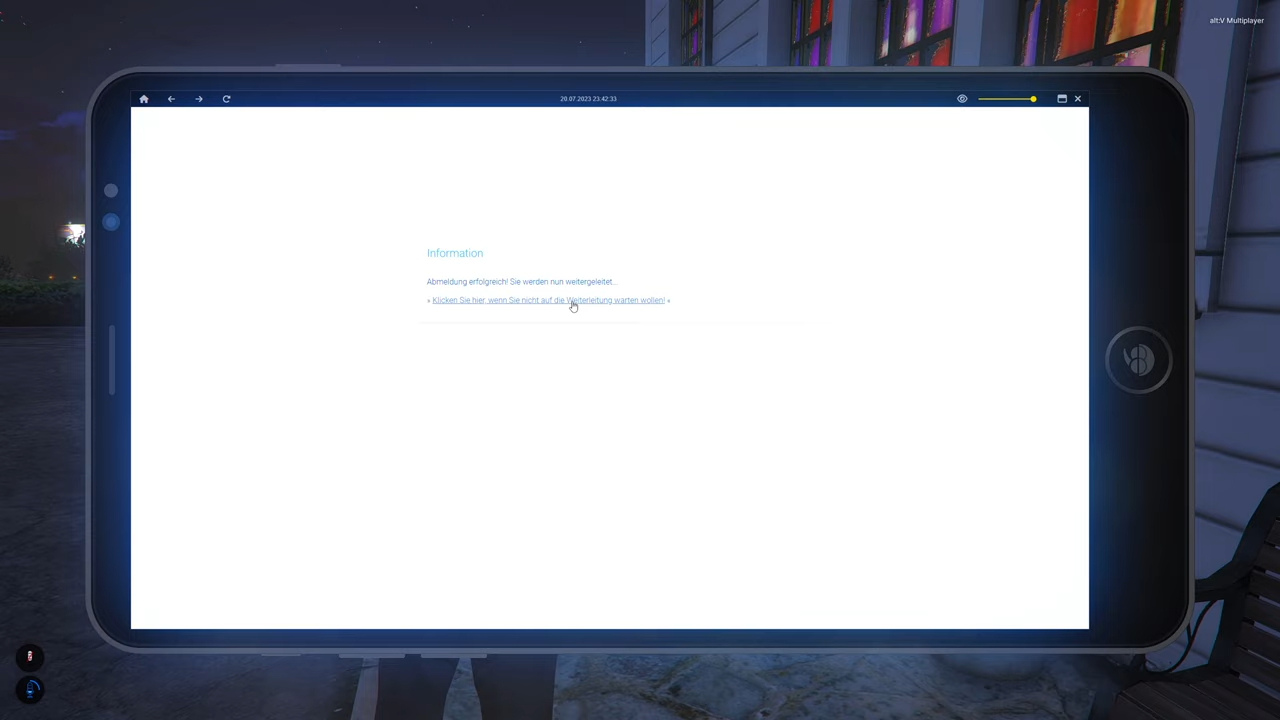 alt:V Multiplayer
20.07.2023 23:42:33
Information
Abmeldung erfolgreich! Sie werden nun weitergeleitet...
» Klicken Sie hier, wenn Sie nicht auf die Weiterleitung warten wollen! «